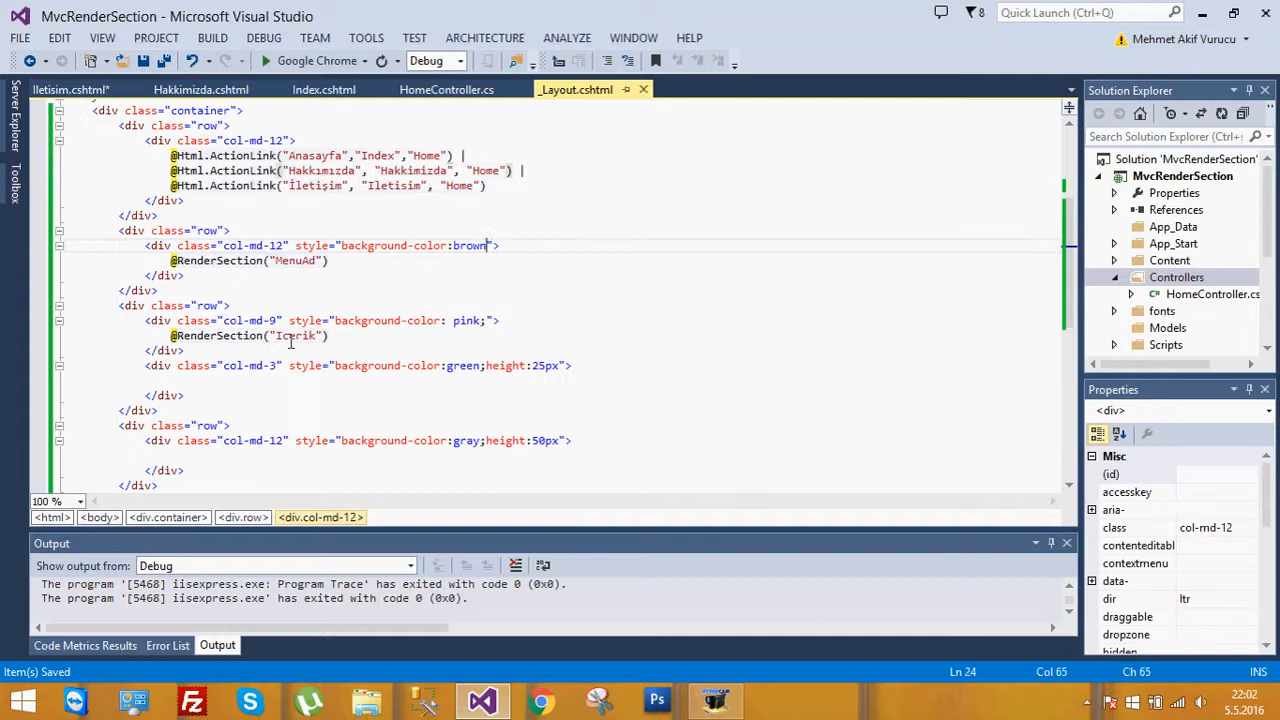 MvcRenderSection - Microsoft Visual Studio
8
Quick Launch (Ctrl+Q)
FILE EDIT VIEW PROJECT BUILD DEBUG TEAM TOOLS TEST ARCHITECTURE ANALYZE WINDOW HELP
Mehmet Akif Vurucu
Google Chrome Debug
Server Explorer
Toolbox
Iletisim.cshtml* Hakkimizda.cshtml Index.cshtml HomeController.cs _Layout.cshtml
<div class="container">
<div class="row">
<div class="col-md-12">
@Html.ActionLink("Anasayfa","Index","Home") |
@Html.ActionLink("Hakkımızda", "Hakkimizda", "Home") |
@Html.ActionLink("İletişim", "Iletisim", "Home")
</div>
</div>
<div class="row">
<div class="col-md-12" style="background-color:brown">
@RenderSection("MenuAd")
</div>
</div>
<div class="row">
<div class="col-md-9" style="background-color: pink;">
@RenderSection("Icerik")
</div>
<div class="col-md-3" style="background-color:green;height:25px">
</div>
</div>
<div class="row">
<div class="col-md-12" style="background-color:gray;height:50px">
</div>
</div>
100 %
<html> <body> <div.container> <div.row> <div.col-md-12>
Output
Show output from: Debug
The program '[5468] iisexpress.exe: Program Trace' has exited with code 0 (0x0).
The program '[5468] iisexpress.exe' has exited with code 0 (0x0).
Code Metrics Results Error List Output
Solution Explorer
Search Solution Explorer (Ctrl+
Solution 'MvcRenderSection'
MvcRenderSection
Properties
References
App_Data
App_Start
Content
Controllers
HomeController.cs
fonts
Models
Scripts
Properties
<div>
Misc
(id)
accesskey
aria-
class col-md-12
contenteditabl
contextmenu
data-
dir ltr
draggable
dropzone
hidden
Item(s) Saved Ln 24 Col 65 Ch 65 INS
Ps
22:02
5.5.2016